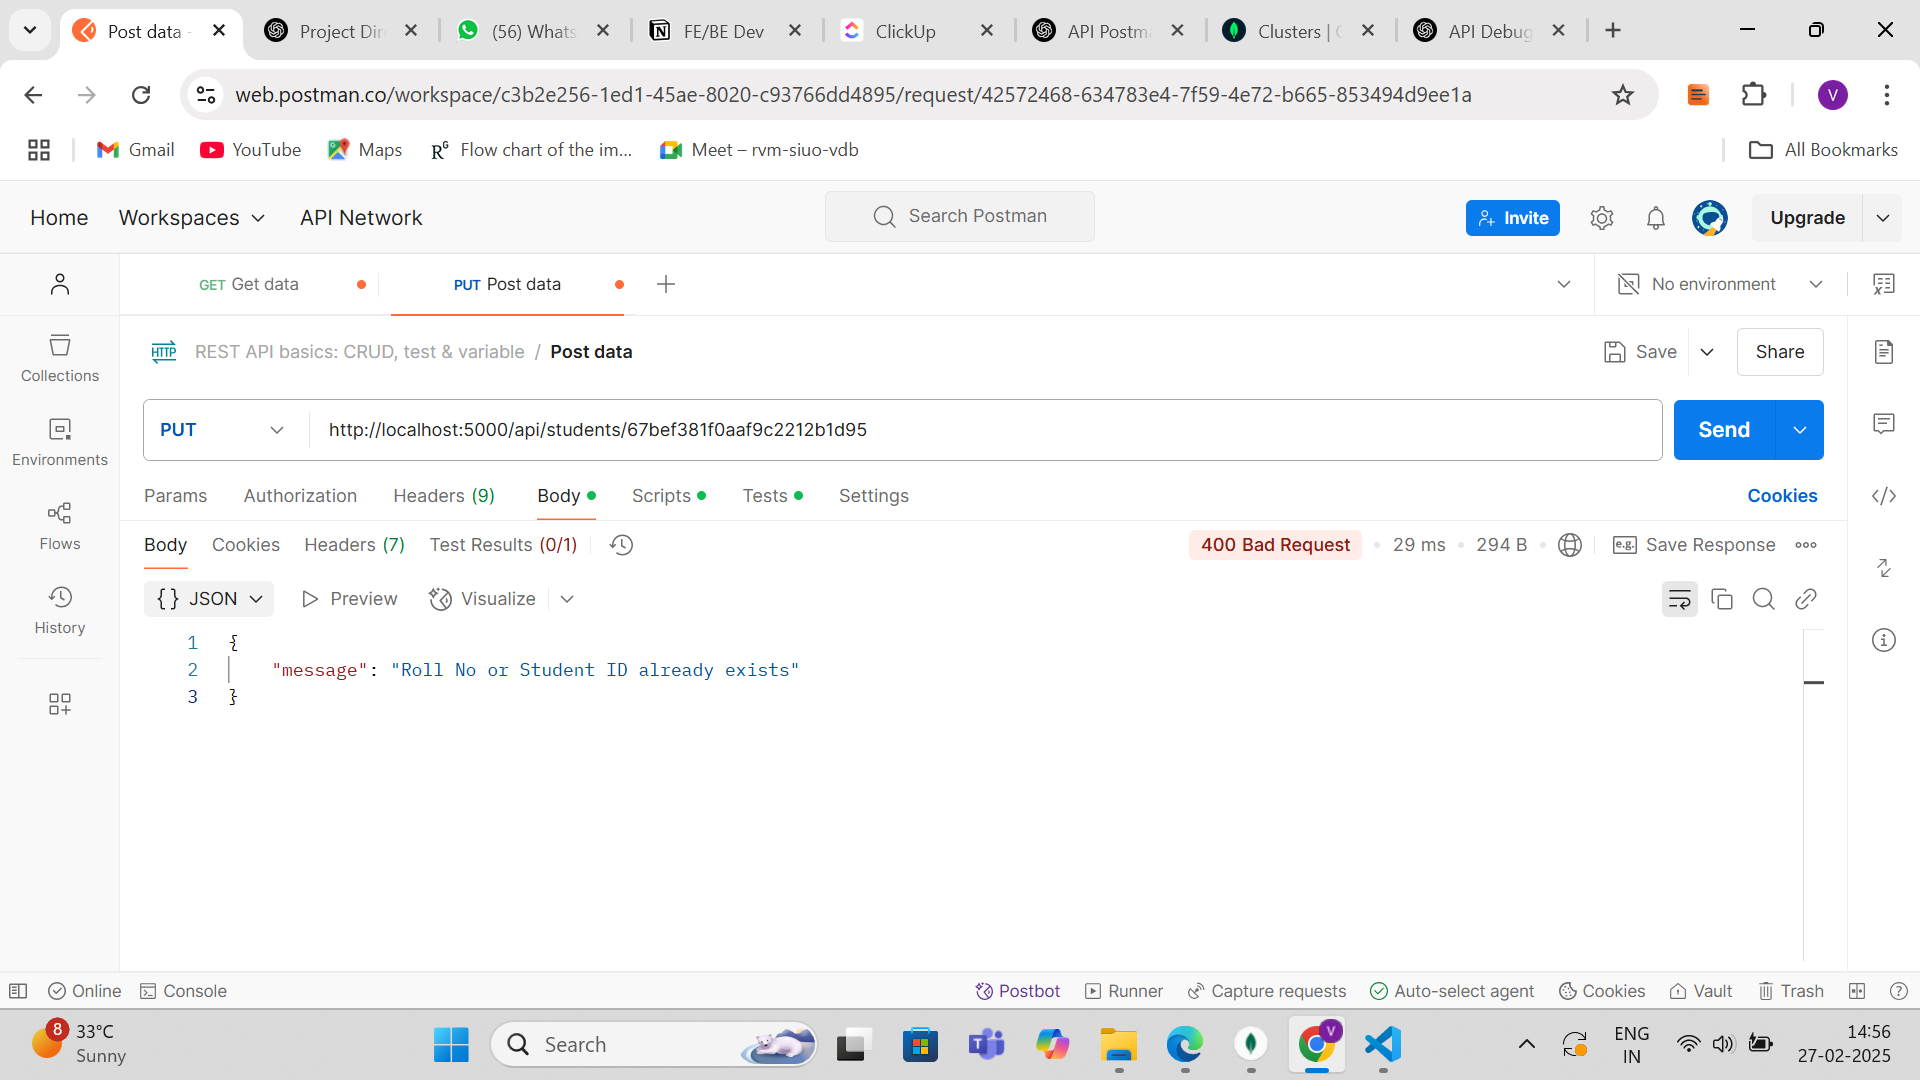 Post data -
Project Dir
(56) Whats
FE/BE Dev
ClickUp
API Postma
Clusters | C
API Debug
web.postman.co/workspace/c3b2e256-1ed1-45ae-8020-c93766dd4895/request/42572468-634783e4-7f59-4e72-b665-853494d9ee1a
V
Gmail
YouTube
Maps
RG Flow chart of the im...
Meet – rvm-siuo-vdb
All Bookmarks
Home Workspaces API Network
Search Postman
Invite
Upgrade
GET Get data
PUT Post data
No environment
HTTP REST API basics: CRUD, test & variable / Post data
Save
Share
Collections
Environments
Flows
History
PUT
http://localhost:5000/api/students/67bef381f0aaf9c2212b1d95
Send
Params Authorization Headers (9) Body Scripts Tests Settings
Cookies
Body Cookies Headers (7) Test Results (0/1)
400 Bad Request 29 ms 294 B
e.g. Save Response
{} JSON Preview Visualize
1 {
2 "message": "Roll No or Student ID already exists"
3 }
Online Console
Postbot Runner Capture requests Auto-select agent Cookies Vault Trash
8
33°C
Sunny
Search
V
ENG
IN
14:56
27-02-2025